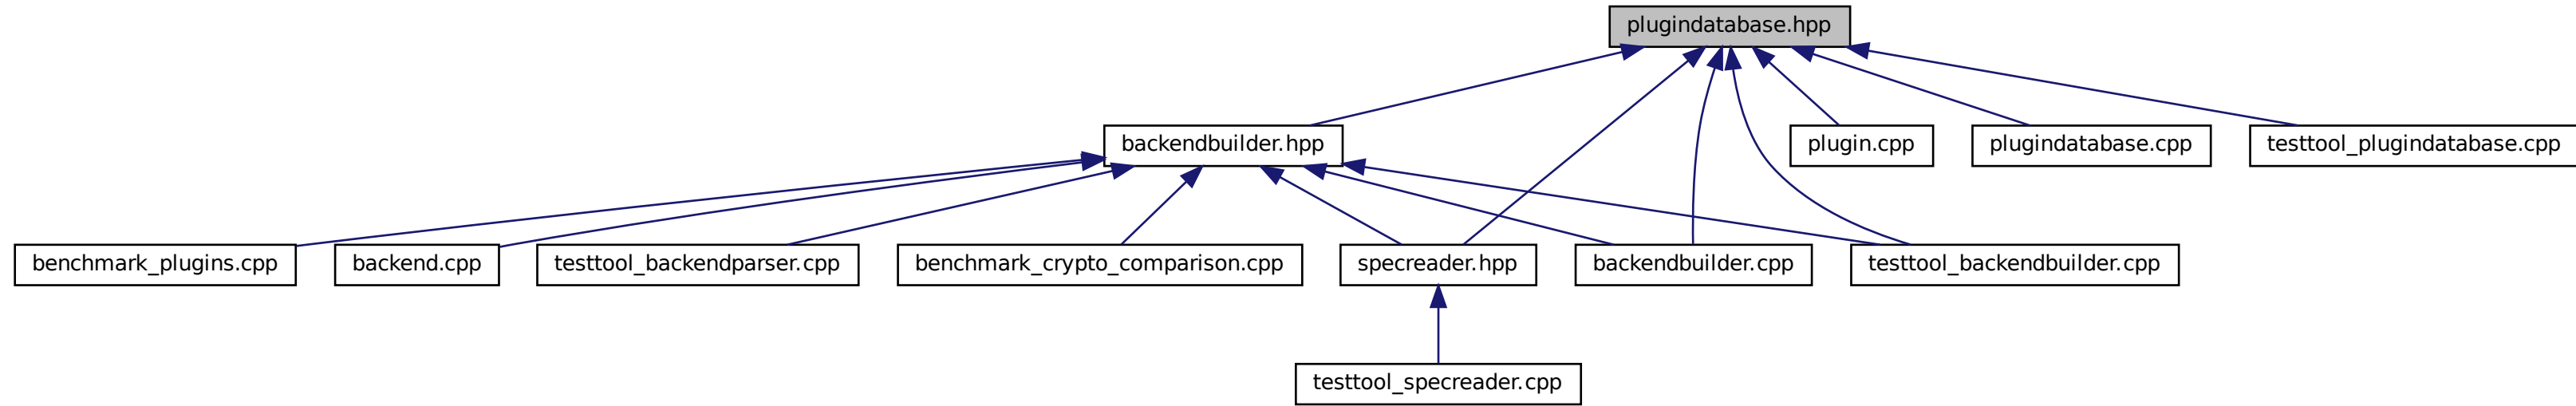 plugindatabase.hpp
backendbuilder.hpp
plugin.cpp
plugindatabase.cpp
testtool_plugindatabase.cpp
benchmark_plugins.cpp
backend.cpp
testtool_backendparser.cpp
benchmark_crypto_comparison.cpp
specreader.hpp
backendbuilder.cpp
testtool_backendbuilder.cpp
testtool_specreader.cpp